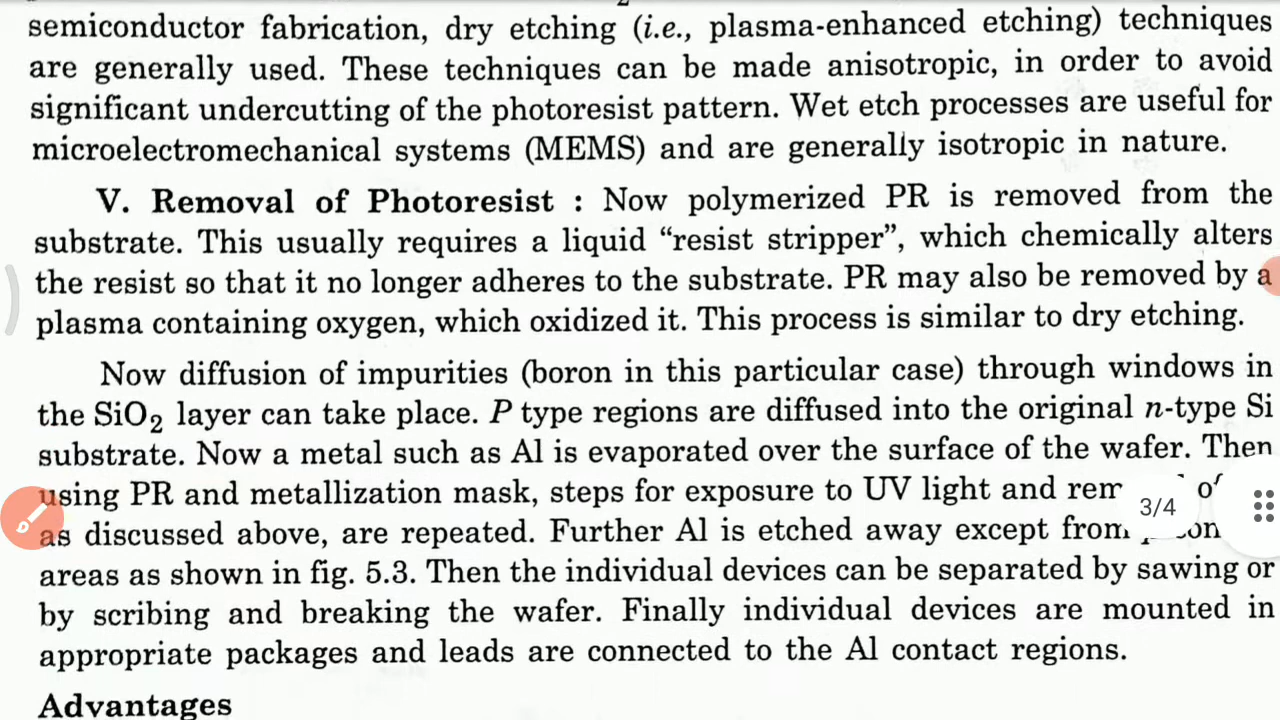 semiconductor fabrication, dry etching (i.e., plasma-enhanced etching) techniques
are generally used. These techniques can be made anisotropic, in order to avoid
significant undercutting of the photoresist pattern. Wet etch processes are useful for
microelectromechanical systems (MEMS) and are generally isotropic in nature.
V. Removal of Photoresist : Now polymerized PR is removed from the
substrate. This usually requires a liquid “resist stripper”, which chemically alters
the resist so that it no longer adheres to the substrate. PR may also be removed by a
plasma containing oxygen, which oxidized it. This process is similar to dry etching.
Now diffusion of impurities (boron in this particular case) through windows in
the SiO₂ layer can take place. P type regions are diffused into the original n-type Si
substrate. Now a metal such as Al is evaporated over the surface of the wafer. Then
using PR and metallization mask, steps for exposure to UV light and
as discussed above, are repeated. Further Al is etched away except from
areas as shown in fig. 5.3. Then the individual devices can be separated by sawing or
by scribing and breaking the wafer. Finally individual devices are mounted in
appropriate packages and leads are connected to the Al contact regions.
Advantages
3/4